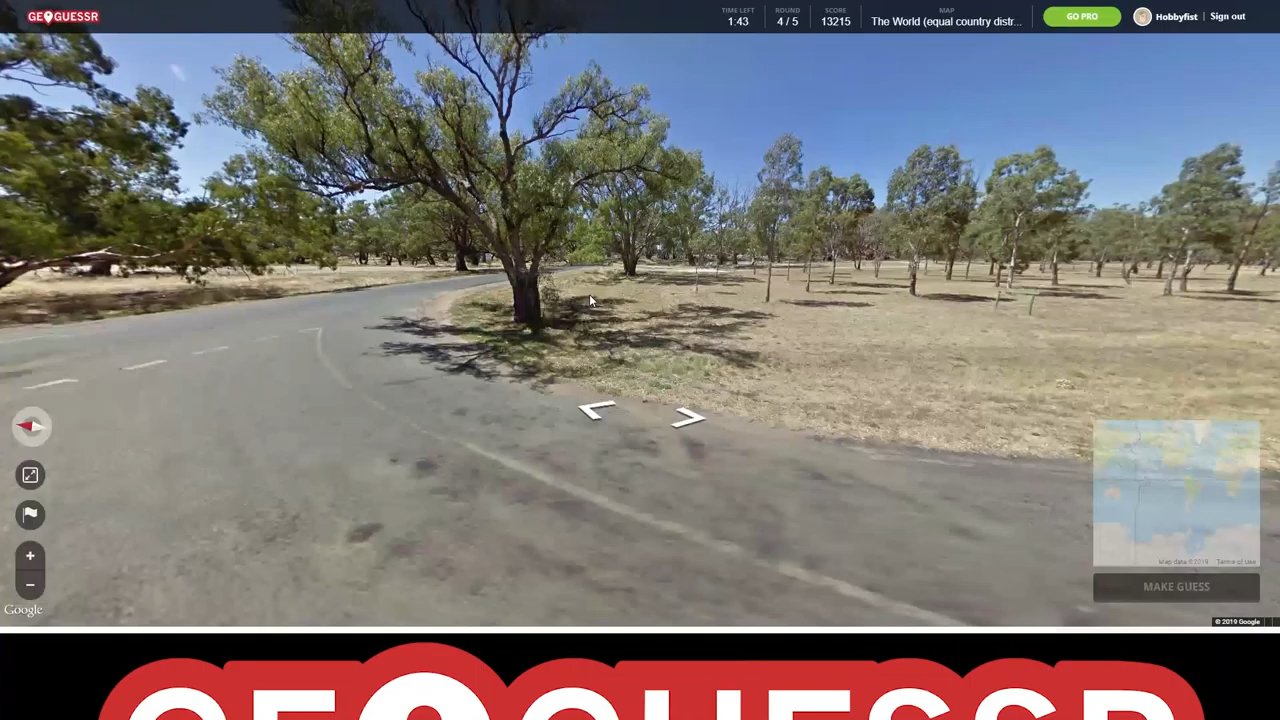 GEOGUESSR
TIME LEFT
1:43
ROUND
4 / 5
SCORE
13215
MAP
The World (equal country distr...
GO PRO
Hobbyfist
Sign out
+
−
Google
Map data ©2019 Terms of Use
MAKE GUESS
© 2019 Google
GEOGUESSR